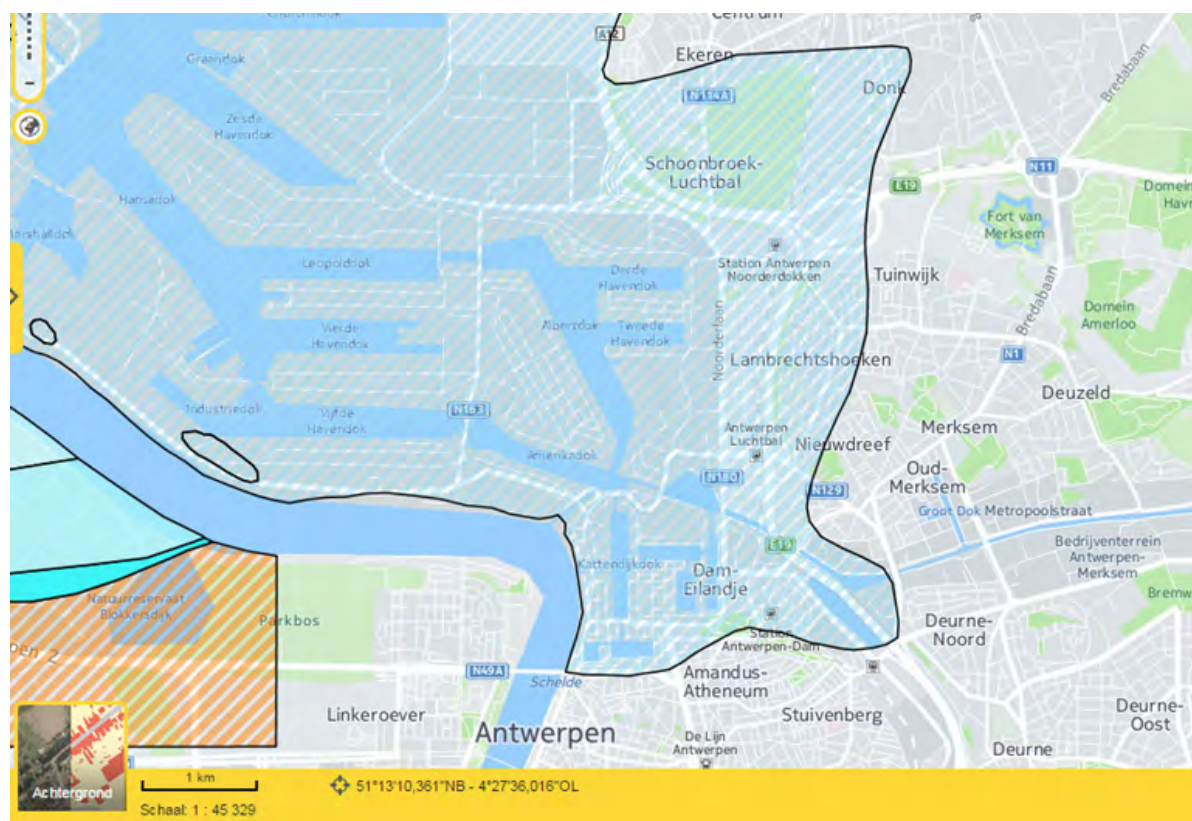 Centrum
A12
Ekeren
Graandok
N114A
Donk
Bredabaan
Zesde
Havendok
Schoonbroek-
Luchtbal
N11
E19
Domein
Hansadok
Fort van
Merksem
Leopolddok
Station Antwerpen
Noorderdokken
Derde
Havendok
Tuinwijk
Bredabaan
Domein
Amerloo
Vierde
Havendok
Albertdok
Tweede
Havendok
Noorderlaan
Lambrechtshoeken
N1
Deuzeld
Industriedok
Vijfde
Havendok
N163
Antwerpen
Luchtbal
Merksem
Nieuwdreef
Amerikadok
Oud-
Merksem
N180
N129
Groot Dok
Metropoolstraat
E19
Bedrijventerrein
Antwerpen-
Merksem
Kattendijkdok
Dam-
Eilandje
Natuurreservaat
Blokkersdijk
Parkbos
Bremw
Deurne-
Noord
pen 2
Station
Antwerpen-Dam
N49A
Schelde
Amandus-
Atheneum
Linkeroever
Stuivenberg
Deurne-
Oost
Antwerpen
De Lijn
Antwerpen
Deurne
Achtergrond
1 km
51°13'10,361"NB - 4°27'36,016"OL
Schaal: 1 : 45 329